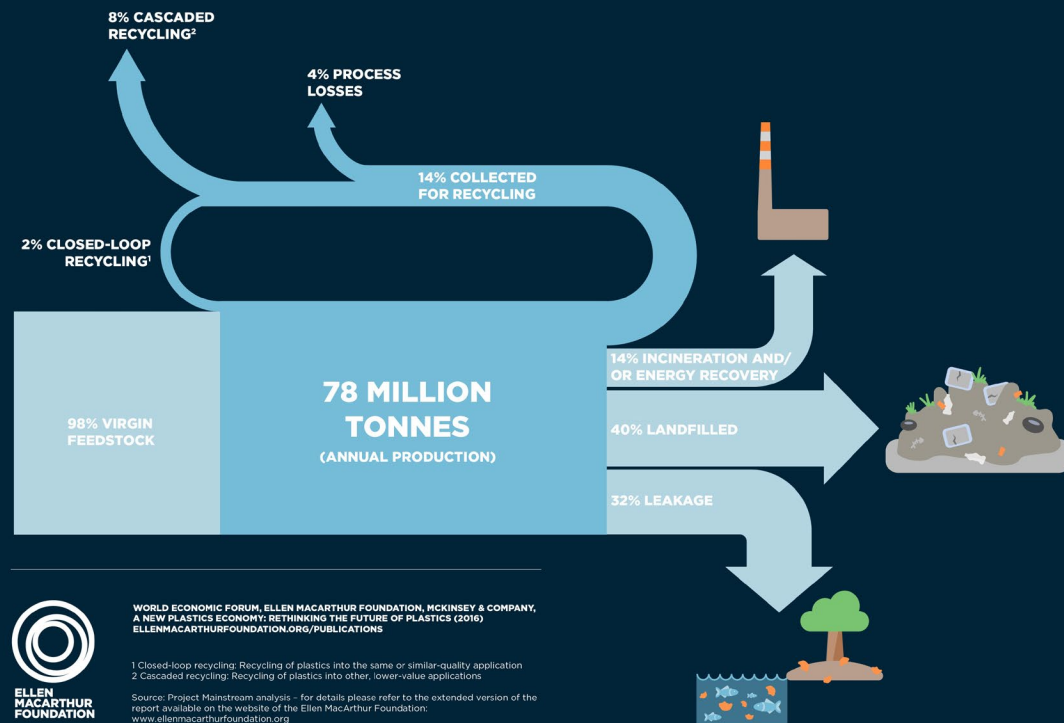 8% CASCADED
RECYCLING²
4% PROCESS
LOSSES
14% COLLECTED
FOR RECYCLING
2% CLOSED-LOOP
RECYCLING¹
98% VIRGIN
FEEDSTOCK
78 MILLION
TONNES
(ANNUAL PRODUCTION)
14% INCINERATION AND/
OR ENERGY RECOVERY
40% LANDFILLED
32% LEAKAGE
ELLEN
MACARTHUR
FOUNDATION
WORLD ECONOMIC FORUM, ELLEN MACARTHUR FOUNDATION, MCKINSEY & COMPANY,
A NEW PLASTICS ECONOMY: RETHINKING THE FUTURE OF PLASTICS (2016)
ELLENMACARTHURFOUNDATION.ORG/PUBLICATIONS
1 Closed-loop recycling: Recycling of plastics into the same or similar-quality application
2 Cascaded recycling: Recycling of plastics into other, lower-value applications
Source: Project Mainstream analysis – for details please refer to the extended version of the
report available on the website of the Ellen MacArthur Foundation:
www.ellenmacarthurfoundation.org